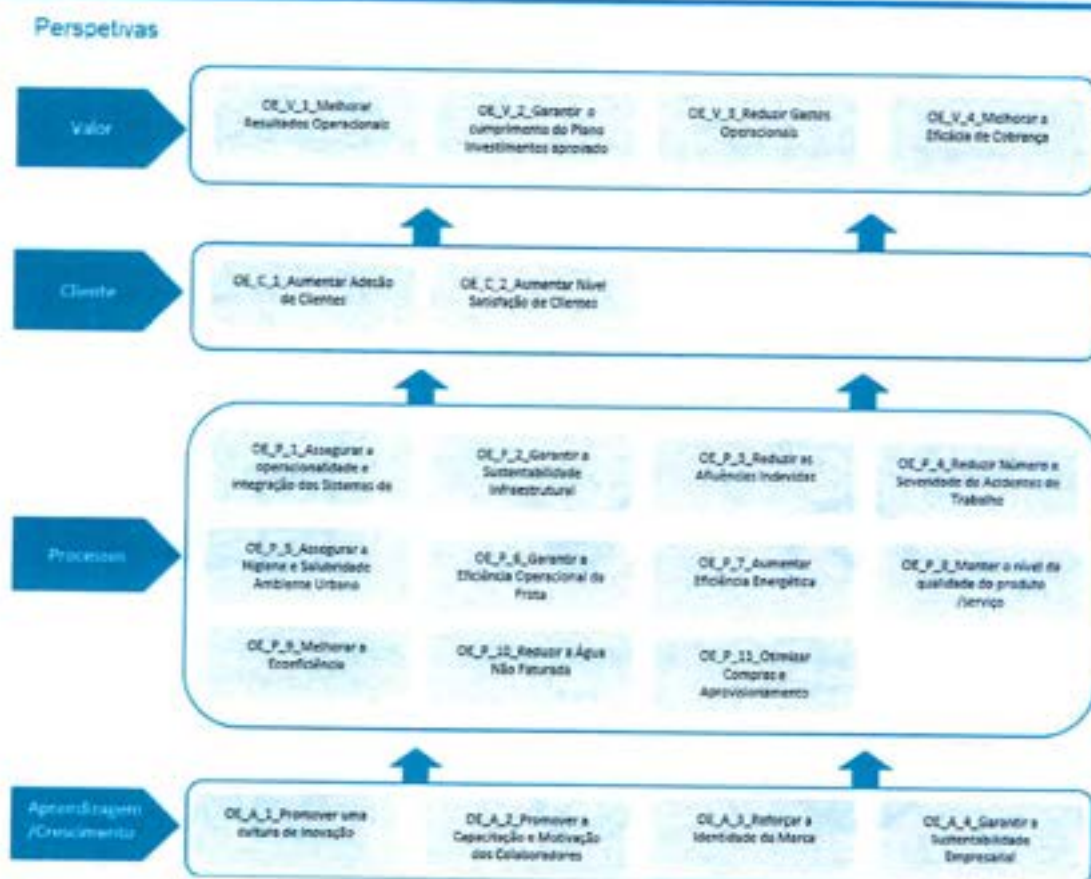 Perspetivas
Valor
OE_V_1_Melhorar
Resultados Operacionais
OE_V_2_Garantir o
cumprimento do Plano
Investimentos aprovado
OE_V_3_Reduzir Gastos
Operacionais
OE_V_4_Melhorar a
Eficácia de Cobrança
Cliente
OE_C_1_Aumentar Adesão
de Clientes
OE_C_2_Aumentar Nível
Satisfação de Clientes
Processos
OE_P_1_Assegurar a
operacionalidade e
integração dos Sistemas de
OE_P_2_Garantir a
Sustentabilidade
Infraestrutural
OE_P_3_Reduzir as
Afluências Indevidas
OE_P_4_Reduzir Número e
Severidade de Acidentes de
Trabalho
OE_P_5_Assegurar a
Higiene e Salubridade
Ambiente Urbano
OE_P_6_Garantir a
Eficiência Operacional da
Frota
OE_P_7_Aumentar
Eficiência Energética
OE_P_8_Manter o nível da
qualidade do produto
/serviço
OE_P_9_Melhorar a
Ecoeficiência
OE_P_10_Reduzir a Água
Não Faturada
OE_P_11_Otimizar
Compras e
Aprovisionamento
Aprendizagem
/Crescimento
OE_A_1_Promover uma
cultura de Inovação
OE_A_2_Promover a
Capacitação e Motivação
dos Colaboradores
OE_A_3_Reforçar a
Identidade da Marca
OE_A_4_Garantir a
Sustentabilidade
Empresarial